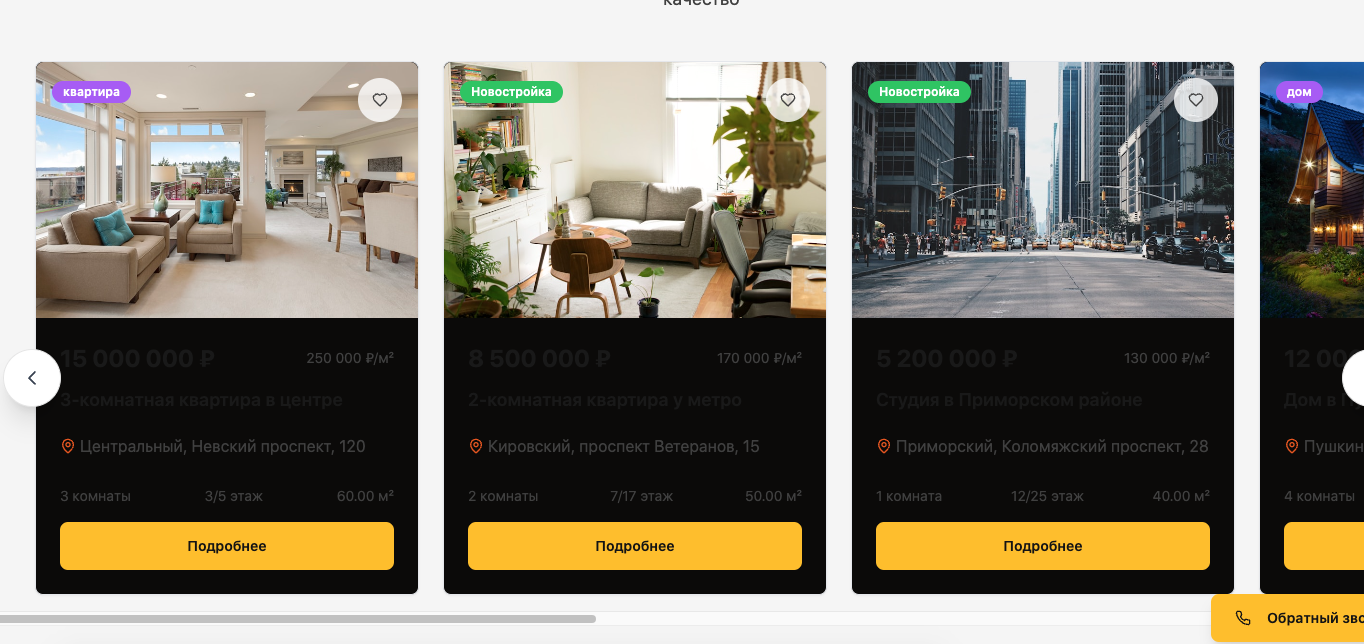 качество
квартира
Новостройка
Новостройка
дом
15 000 000 ₽
250 000 ₽/м²
3-комнатная квартира в центре
Центральный, Невский проспект, 120
3 комнаты
3/5 этаж
60.00 м²
Подробнее
8 500 000 ₽
170 000 ₽/м²
2-комнатная квартира у метро
Кировский, проспект Ветеранов, 15
2 комнаты
7/17 этаж
50.00 м²
Подробнее
5 200 000 ₽
130 000 ₽/м²
Студия в Приморском районе
Приморский, Коломяжский проспект, 28
1 комната
12/25 этаж
40.00 м²
Подробнее
12 00
Дом в
Пушкин
4 комнаты
Обратный зво